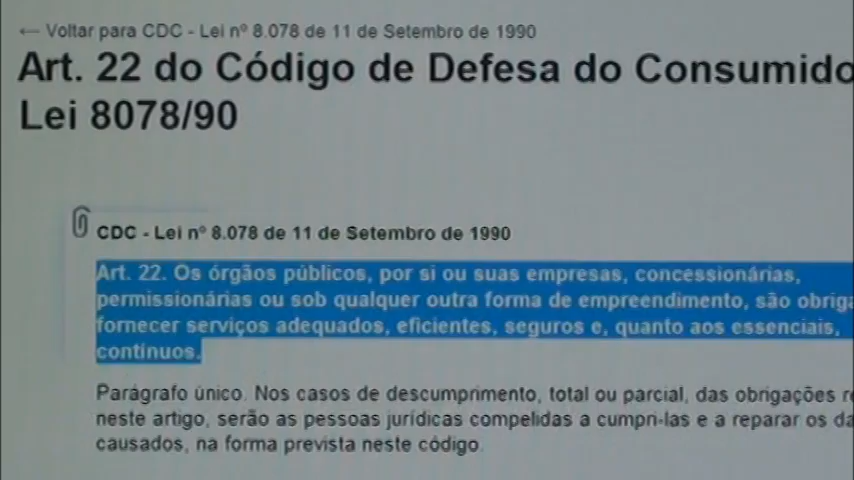 ← Voltar para CDC - Lei nº 8.078 de 11 de Setembro de 1990
Art. 22 do Código de Defesa do Consumido
Lei 8078/90
CDC - Lei nº 8.078 de 11 de Setembro de 1990
Art. 22. Os órgãos públicos, por si ou suas empresas, concessionárias,
permissionárias ou sob qualquer outra forma de empreendimento, são obriga
fornecer serviços adequados, eficientes, seguros e, quanto aos essenciais,
contínuos.
Parágrafo único. Nos casos de descumprimento, total ou parcial, das obrigações re
neste artigo, serão as pessoas jurídicas compelidas a cumpri-las e a reparar os da
causados, na forma prevista neste código.